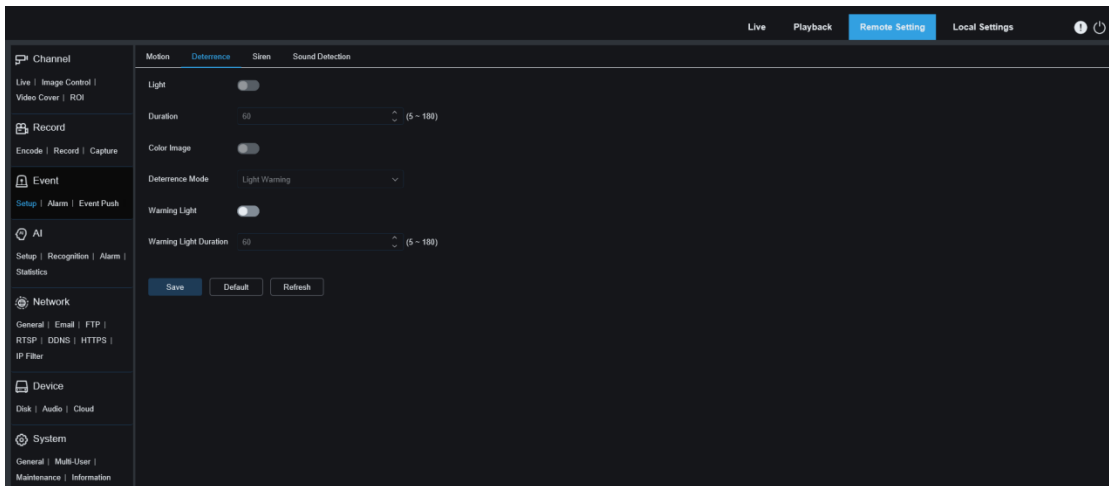 Live Playback Remote Setting Local Settings
Channel
Live | Image Control |
Video Cover | ROI
Record
Encode | Record | Capture
Event
Setup | Alarm | Event Push
AI
Setup | Recognition | Alarm |
Statistics
Network
General | Email | FTP |
RTSP | DDNS | HTTPS |
IP Filter
Device
Disk | Audio | Cloud
System
General | Multi-User |
Maintenance | Information
Motion Deterrence Siren Sound Detection
Light
Duration 60 (5 ~ 180)
Color Image
Deterrence Mode Light Warning
Warning Light
Warning Light Duration 60 (5 ~ 180)
Save Default Refresh